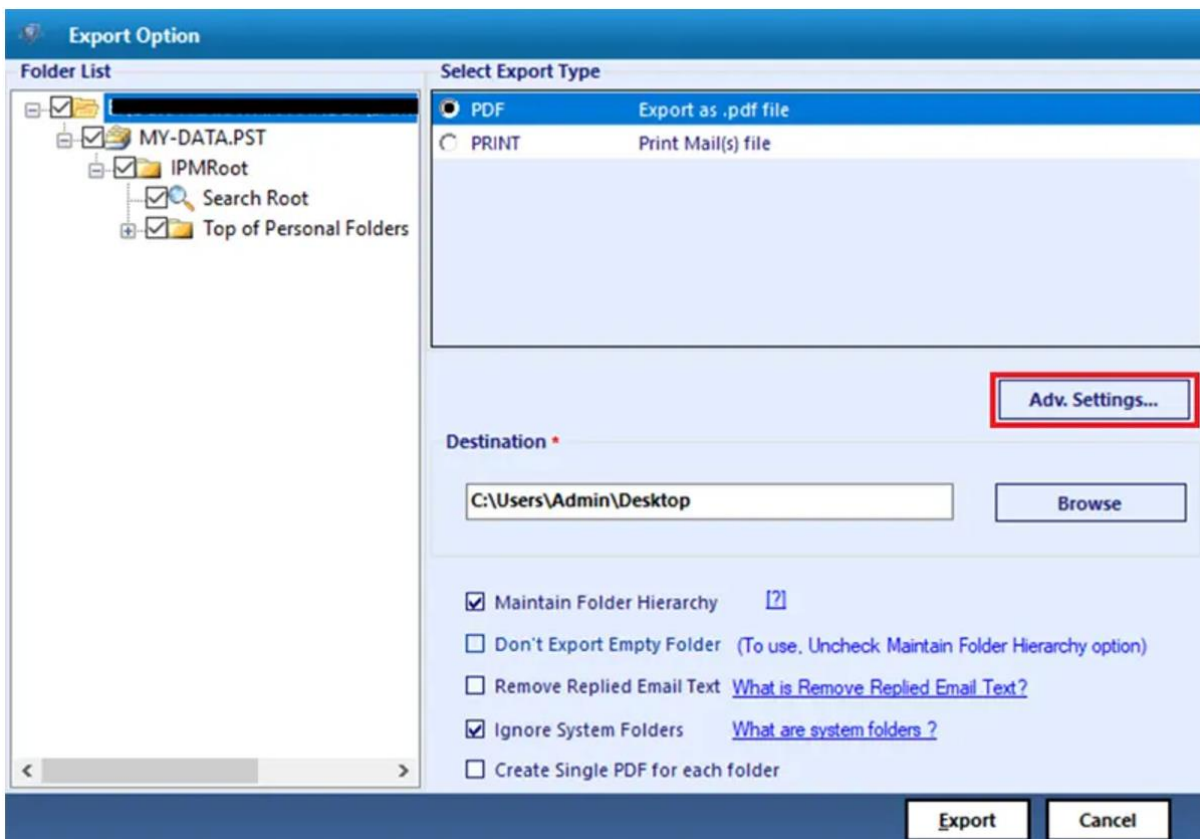 Export Option
Folder List
MY-DATA.PST
IPMRoot
Search Root
Top of Personal Folders
Select Export Type
PDF Export as .pdf file
PRINT Print Mail(s) file
Adv. Settings...
Destination *
C:\Users\Admin\Desktop
Browse
Maintain Folder Hierarchy [?]
Don't Export Empty Folder (To use, Uncheck Maintain Folder Hierarchy option)
Remove Replied Email Text What is Remove Replied Email Text?
Ignore System Folders What are system folders ?
Create Single PDF for each folder
Export Cancel